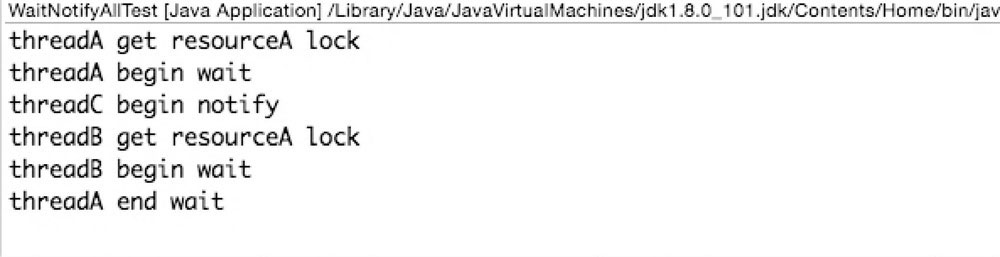 WaitNotifyAllTest [Java Application] /Library/Java/JavaVirtualMachines/jdk1.8.0_101.jdk/Contents/Home/bin/jav
threadA get resourceA lock
threadA begin wait
threadC begin notify
threadB get resourceA lock
threadB begin wait
threadA end wait